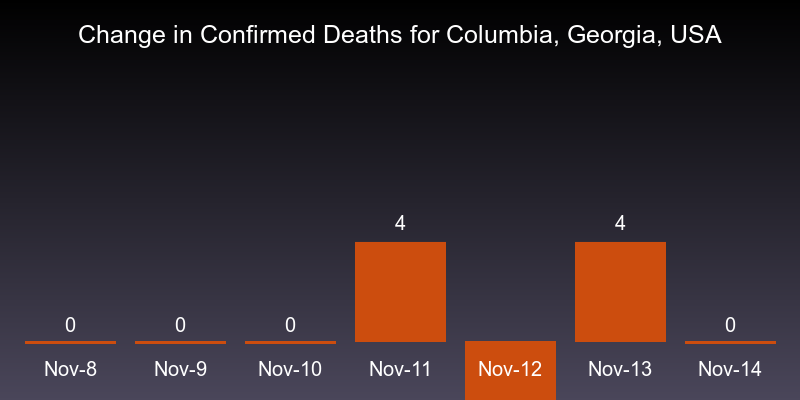 Change in Confirmed Deaths for Columbia, Georgia, USA
4 4
0 0 0 0
Nov-8 Nov-9 Nov-10 Nov-11 Nov-12 Nov-13 Nov-14